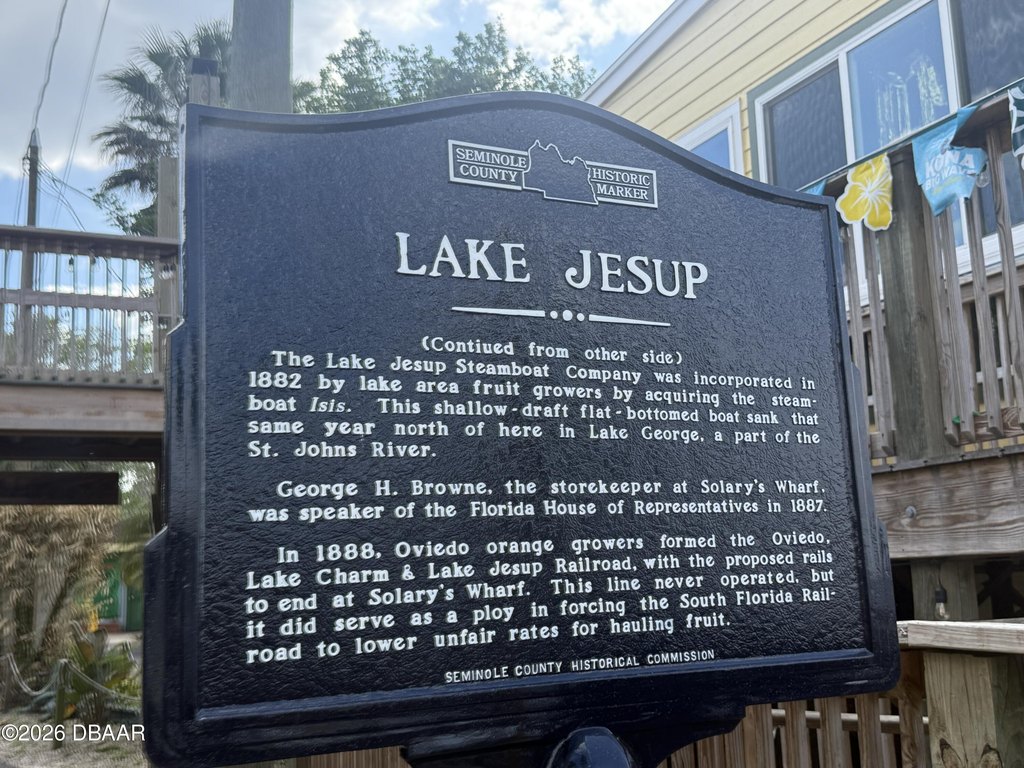 SEMINOLE COUNTY HISTORIC MARKER
LAKE JESUP
(Contiued from other side)
The Lake Jesup Steamboat Company was incorporated in
1882 by lake area fruit growers by acquiring the steam-
boat Isis. This shallow-draft flat-bottomed boat sank that
same year north of here in Lake George, a part of the
St. Johns River.
George H. Browne, the storekeeper at Solary's Wharf,
was speaker of the Florida House of Representatives in 1887.
In 1888, Oviedo orange growers formed the Oviedo,
Lake Charm & Lake Jesup Railroad, with the proposed rails
to end at Solary's Wharf. This line never operated, but
it did serve as a ploy in forcing the South Florida Rail-
road to lower unfair rates for hauling fruit.
SEMINOLE COUNTY HISTORICAL COMMISSION
KONA
BIG WAVE
©2026 DBAAR